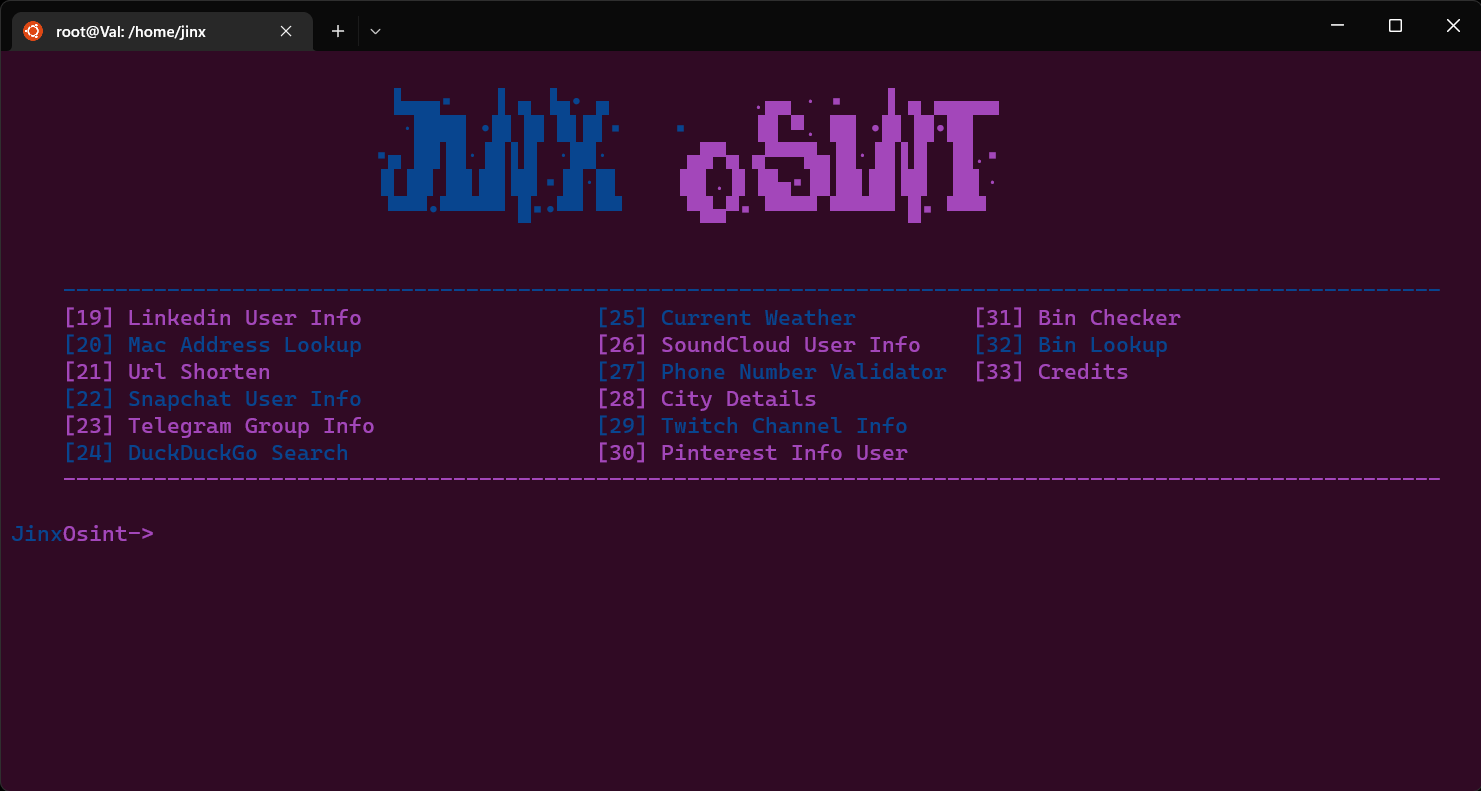 root@Val: /home/jinx
JINX OSINT
[19] Linkedin User Info [25] Current Weather [31] Bin Checker
[20] Mac Address Lookup [26] SoundCloud User Info [32] Bin Lookup
[21] Url Shorten [27] Phone Number Validator [33] Credits
[22] Snapchat User Info [28] City Details
[23] Telegram Group Info [29] Twitch Channel Info
[24] DuckDuckGo Search [30] Pinterest Info User
JinxOsint->